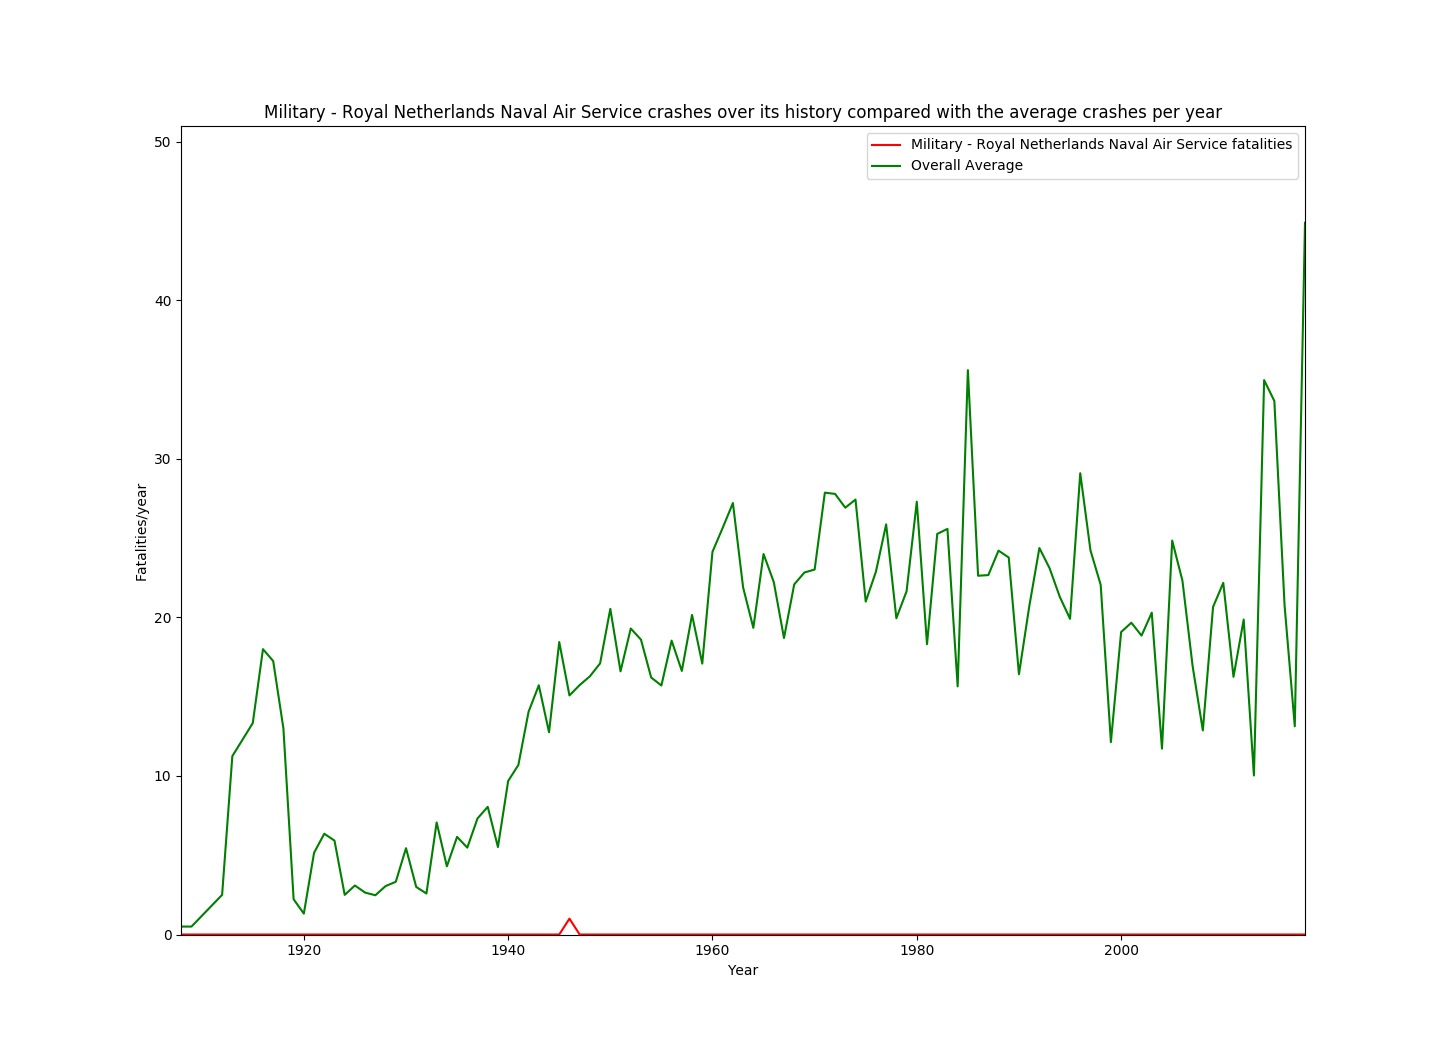 Military - Royal Netherlands Naval Air Service crashes over its history compared with the average crashes per year
Military - Royal Netherlands Naval Air Service fatalities
Overall Average
50
40
30
20
10
0
Fatalities/year
1920 1940 1960 1980 2000
Year